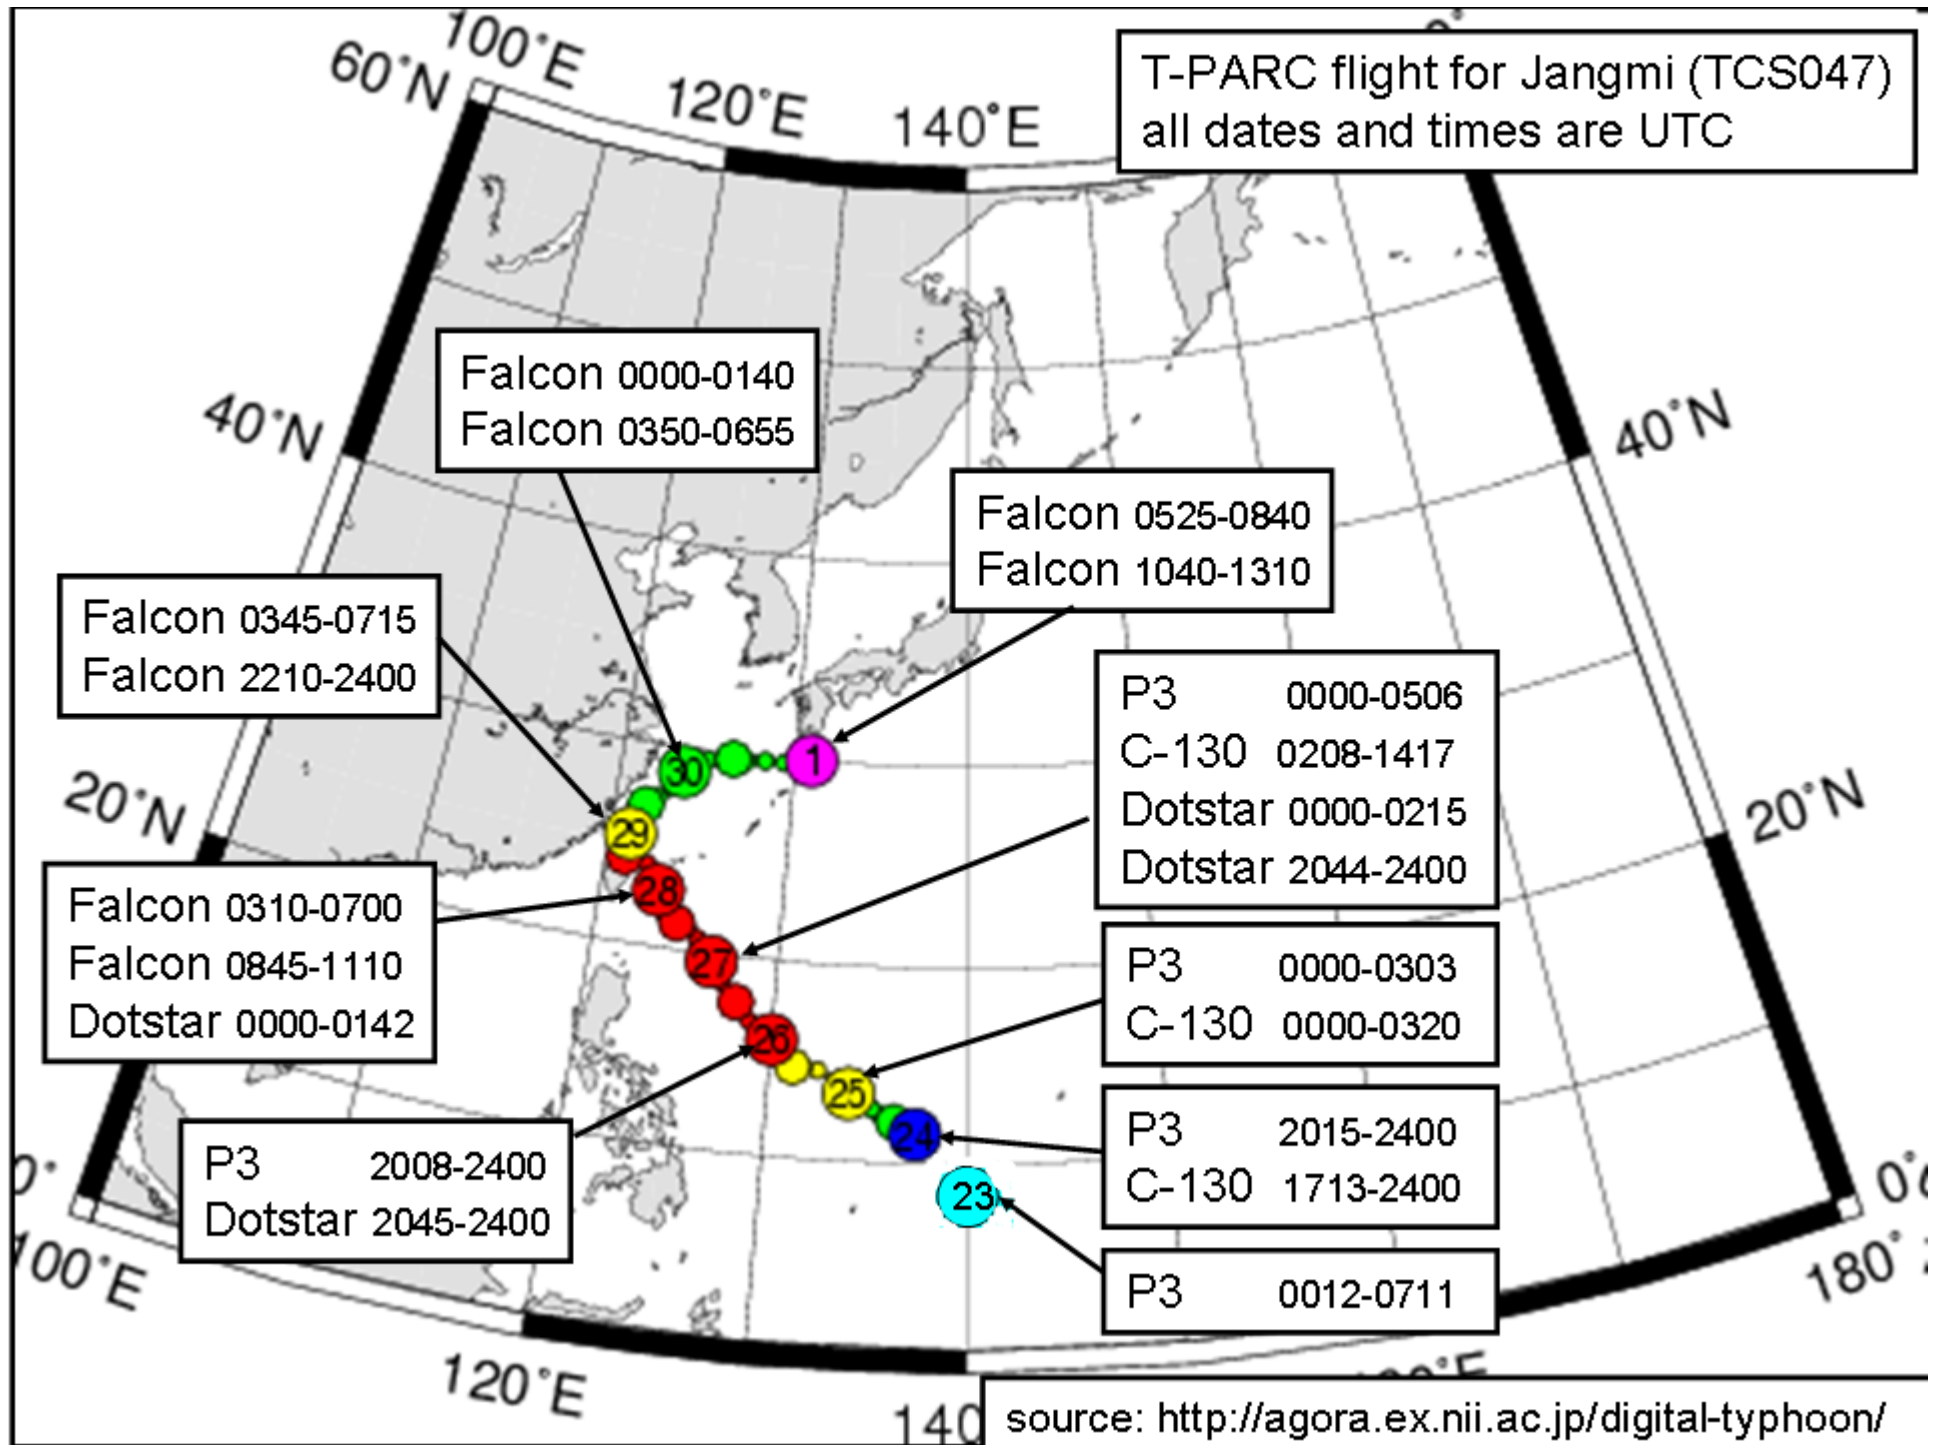 100°E
60°N
120°E
140°E
T-PARC flight for Jangmi (TCS047)
all dates and times are UTC
Falcon 0000-0140
Falcon 0350-0655
40°N
40°N
Falcon 0525-0840
Falcon 1040-1310
Falcon 0345-0715
Falcon 2210-2400
P3 0000-0506
C-130 0208-1417
Dotstar 0000-0215
Dotstar 2044-2400
30
1
20°N
20°N
29
Falcon 0310-0700
Falcon 0845-1110
Dotstar 0000-0142
28
27
P3 0000-0303
C-130 0000-0320
26
25
P3 2015-2400
C-130 1713-2400
24
P3 2008-2400
Dotstar 2045-2400
23
0°
P3 0012-0711
100°E
180°
120°E
140
source: http://agora.ex.nii.ac.jp/digital-typhoon/